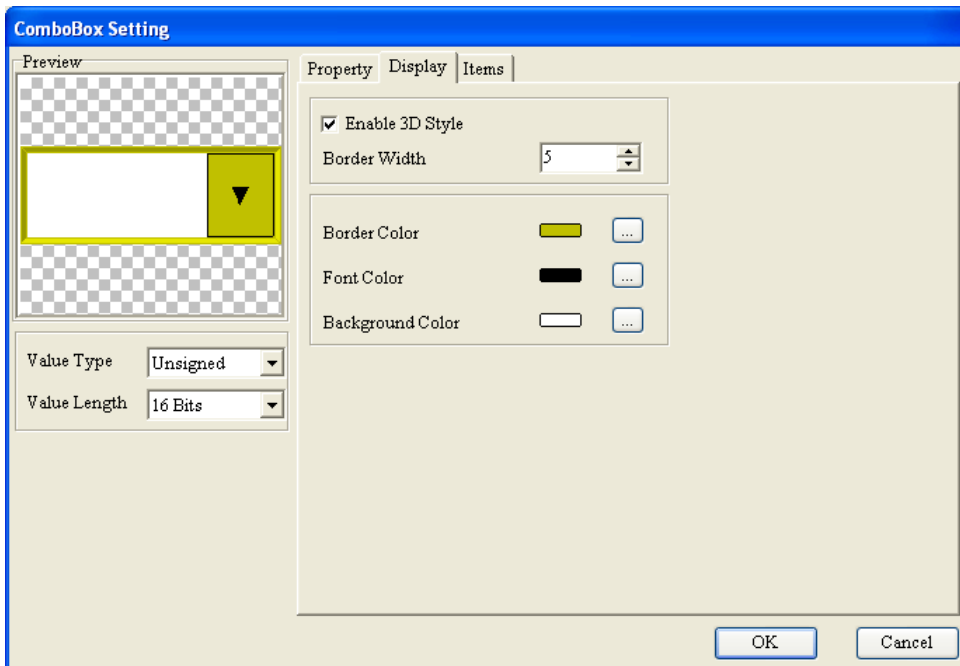 ComboBox Setting
Preview
Value Type Unsigned
Value Length 16 Bits
Property Display Items
Enable 3D Style
Border Width 5
Border Color ...
Font Color ...
Background Color ...
OK Cancel